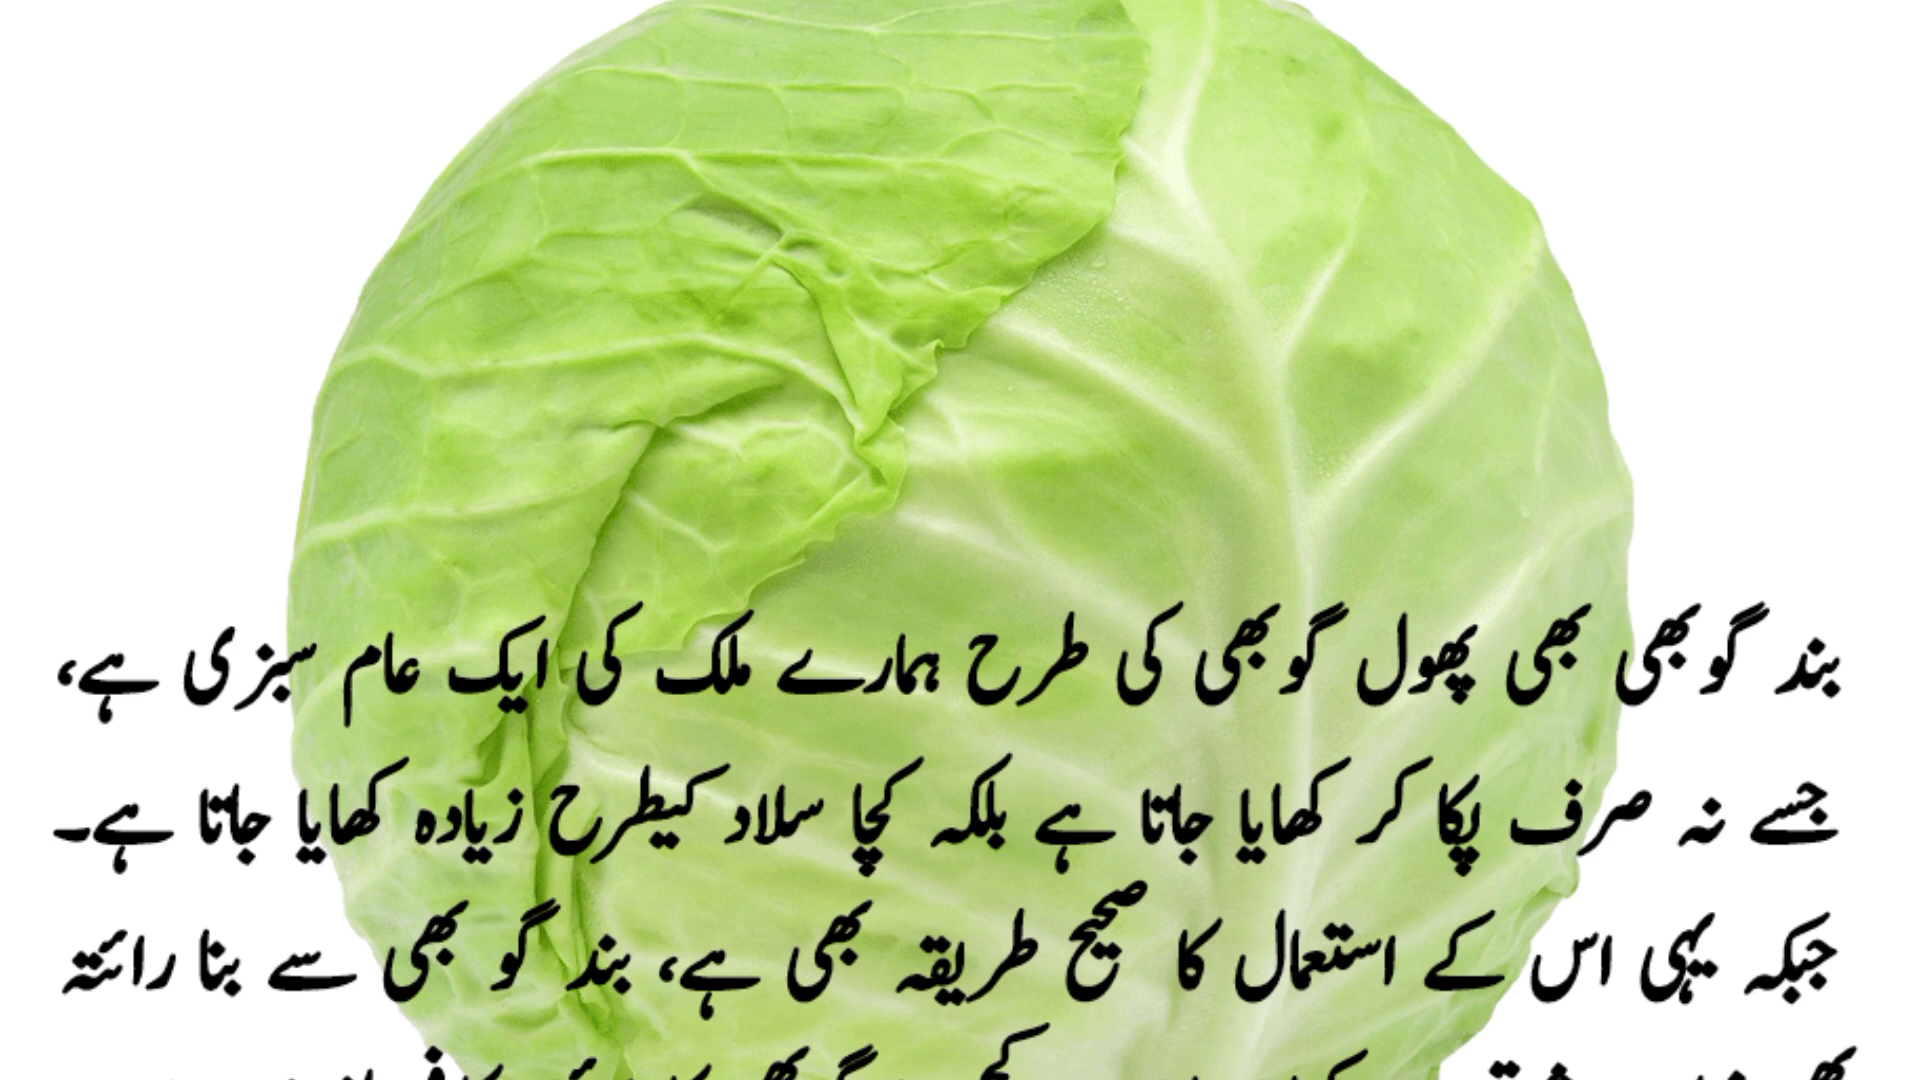 بند گوبھی بھی پھول گوبھی کی طرح ہمارے ملک کی ایک عام سبزی ہے،
جسے نہ صرف پکا کر کھایا جاتا ہے بلکہ کچا سلاد کیطرح زیادہ کھایا جاتا ہے۔
جبکہ یہی اس کے استعمال کا صحیح طریقہ بھی ہے، بند گو بھی سے بنا رائتہ